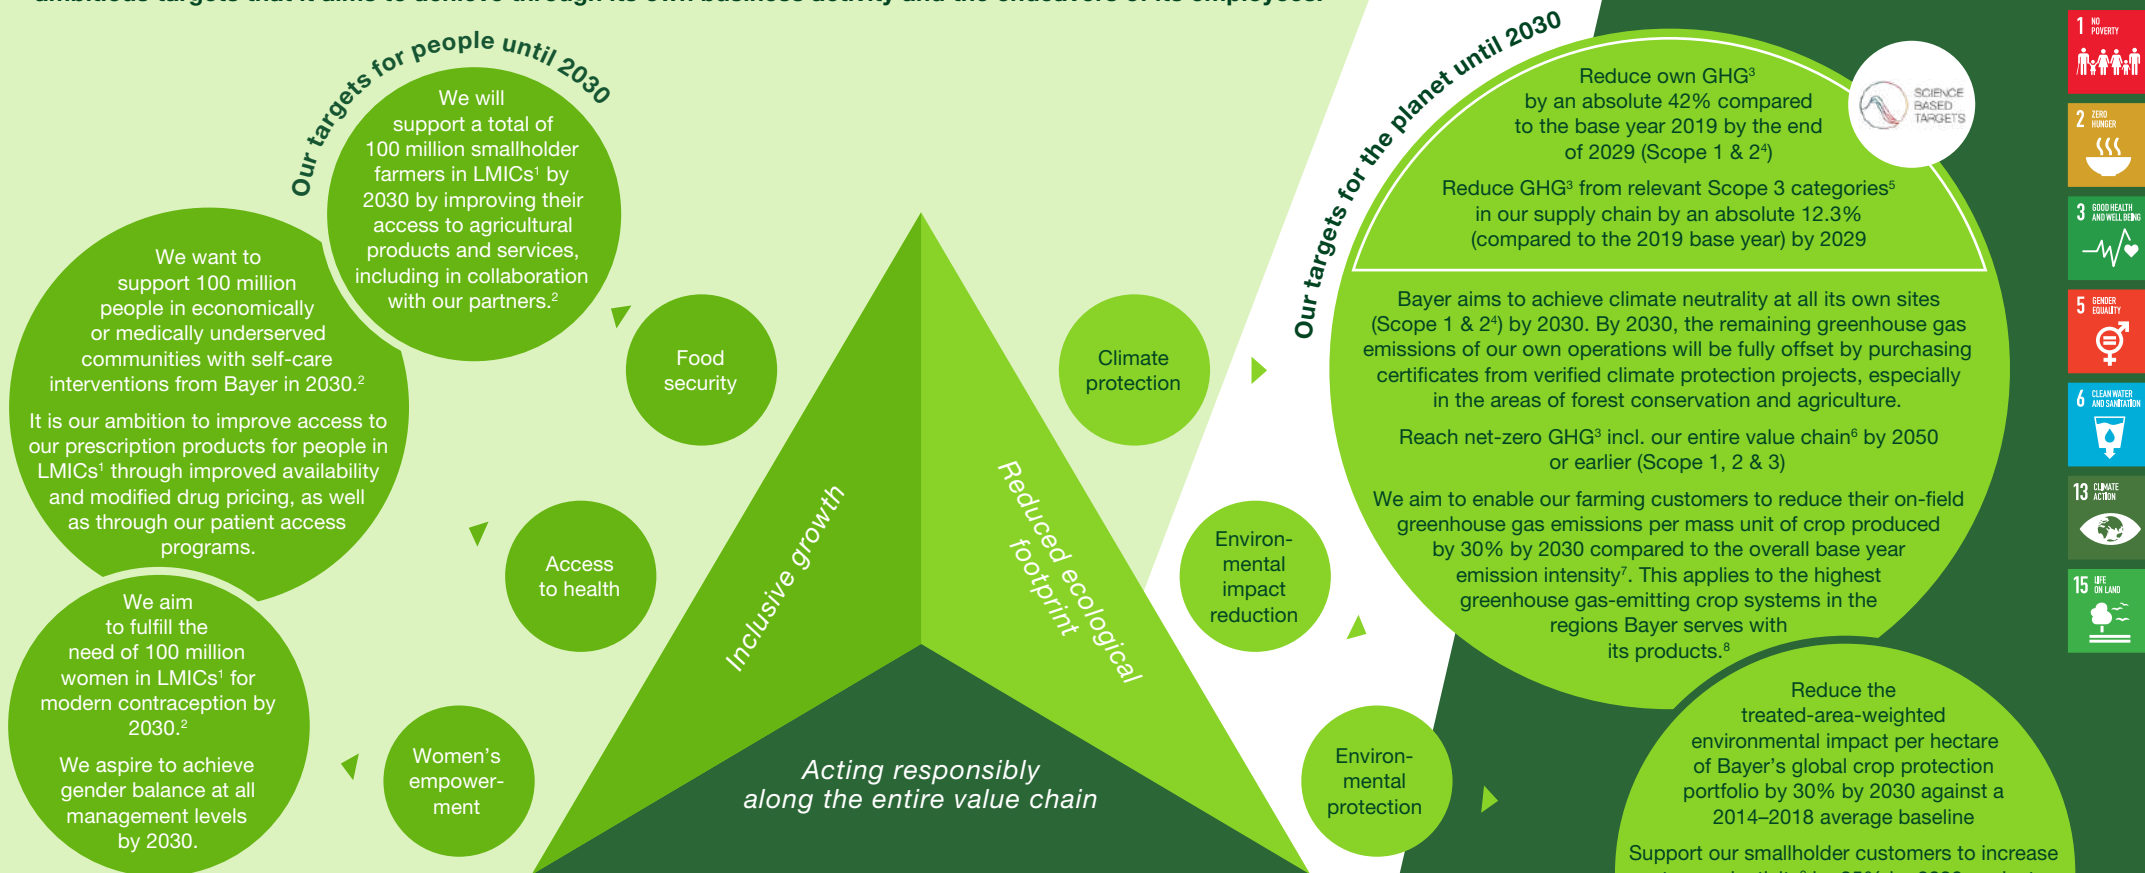 ambitious targets that it aims to achieve through its own business activity and the endeavors of its employees.
Our targets for people until 2030
We will
support a total of
100 million smallholder
farmers in LMICs¹ by
2030 by improving their
access to agricultural
products and services,
including in collaboration
with our partners.²
We want to
support 100 million
people in economically
or medically underserved
communities with self-care
interventions from Bayer in 2030.²
It is our ambition to improve access to
our prescription products for people in
LMICs¹ through improved availability
and modified drug pricing, as well
as through our patient access
programs.
We aim
to fulfill the
need of 100 million
women in LMICs¹ for
modern contraception by
2030.²
We aspire to achieve
gender balance at all
management levels
by 2030.
Food
security
Access
to health
Women's
empower-
ment
Inclusive growth
Reduced ecological
footprint
Acting responsibly
along the entire value chain
Climate
protection
Environ-
mental
impact
reduction
Environ-
mental
protection
Our targets for the planet until 2030
Reduce own GHG³
by an absolute 42% compared
to the base year 2019 by the end
of 2029 (Scope 1 & 2⁴)
Reduce GHG³ from relevant Scope 3 categories⁵
in our supply chain by an absolute 12.3%
(compared to the 2019 base year) by 2029
SCIENCE
BASED
TARGETS
Bayer aims to achieve climate neutrality at all its own sites
(Scope 1 & 2⁴) by 2030. By 2030, the remaining greenhouse gas
emissions of our own operations will be fully offset by purchasing
certificates from verified climate protection projects, especially
in the areas of forest conservation and agriculture.
Reach net-zero GHG³ incl. our entire value chain⁶ by 2050
or earlier (Scope 1, 2 & 3)
We aim to enable our farming customers to reduce their on-field
greenhouse gas emissions per mass unit of crop produced
by 30% by 2030 compared to the overall base year
emission intensity⁷. This applies to the highest
greenhouse gas-emitting crop systems in the
regions Bayer serves with
its products.⁸
Reduce the
treated-area-weighted
environmental impact per hectare
of Bayer's global crop protection
portfolio by 30% by 2030 against a
2014–2018 average baseline
Support our smallholder customers to increase
1 NO
POVERTY
2 ZERO
HUNGER
3 GOOD HEALTH
AND WELL BEING
5 GENDER
EQUALITY
6 CLEAN WATER
AND SANITATION
13 CLIMATE
ACTION
15 LIFE
ON LAND